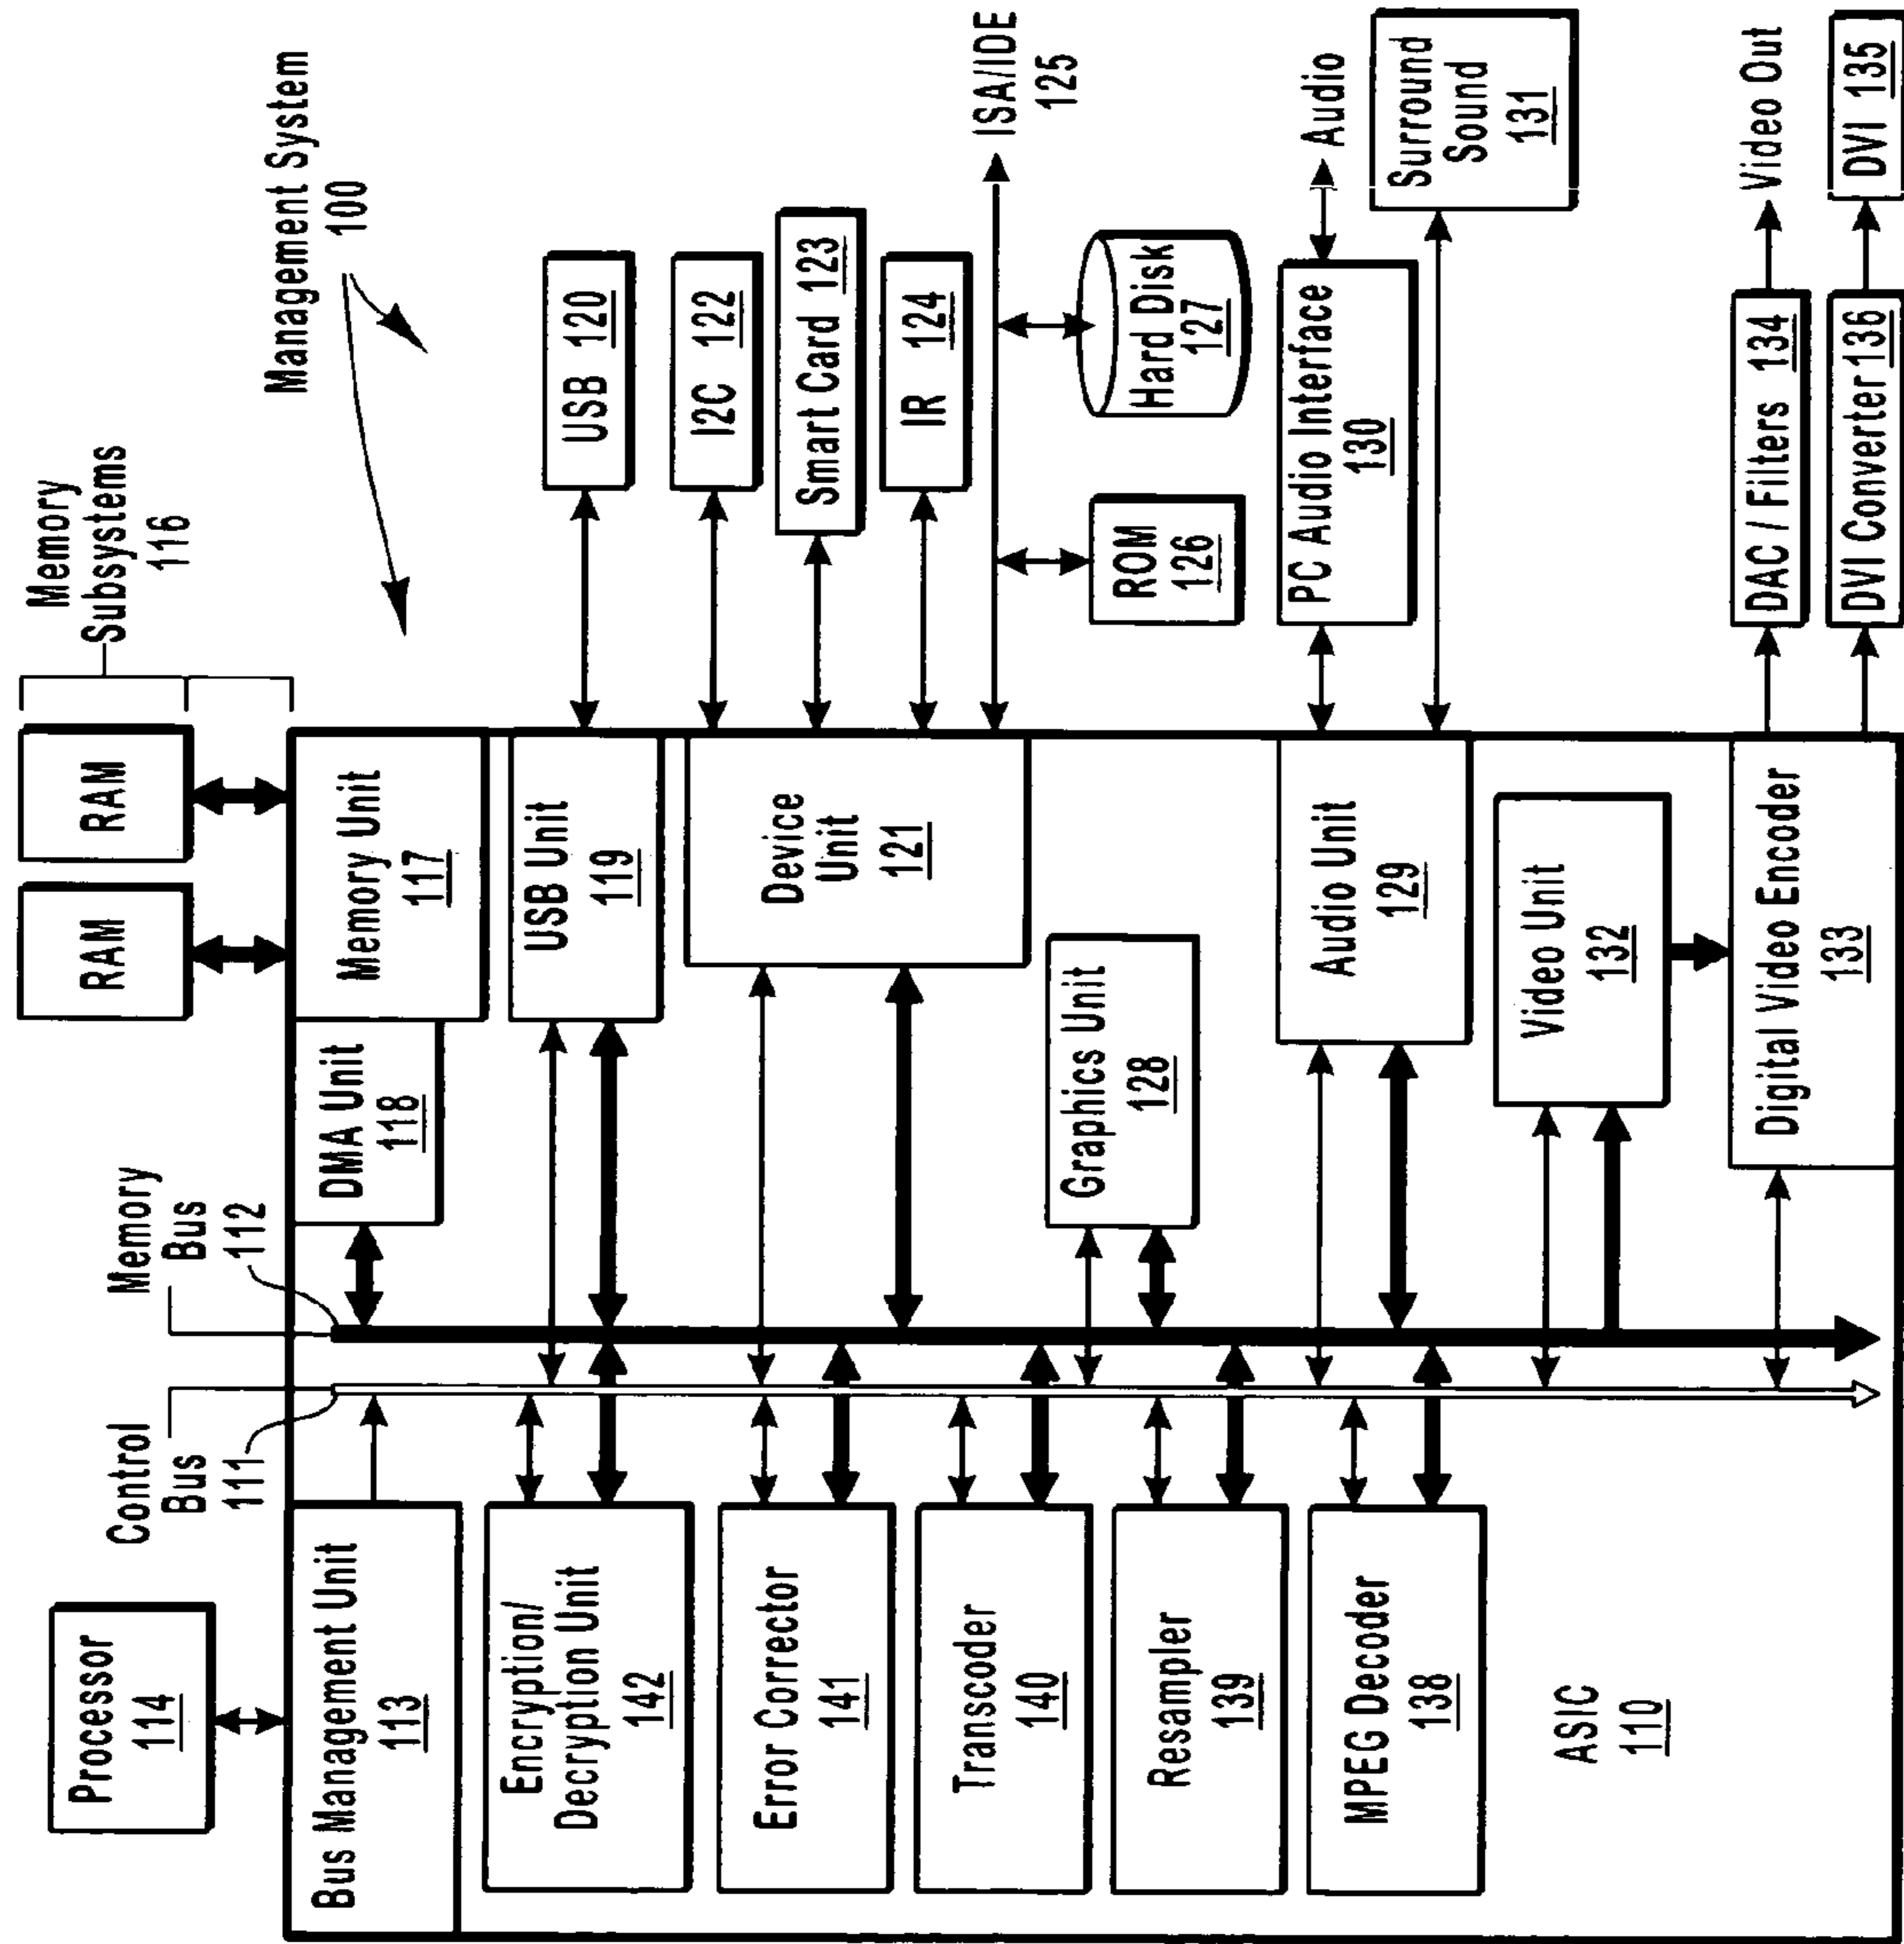 Management System
100
Memory
Subsystems
116
Memory
Bus
112
Control
Bus
111
Processor
114
RAM
RAM
Bus Management Unit
113
DMA Unit
118
Memory Unit
117
Encryption/
Decryption Unit
142
USB Unit
119
USB 120
Error Corrector
141
Device
Unit
121
I2C 122
Smart Card 123
IR 124
ISA/IDE
125
Transcoder
140
ROM
126
Hard Disk
127
Resampler
139
Graphics Unit
128
MPEG Decoder
138
Audio Unit
129
PC Audio Interface
130
Audio
Surround
Sound
131
Video Unit
132
ASIC
110
Digital Video Encoder
133
DAC / Filters 134
Video Out
DVI Converter 136
DVI 135